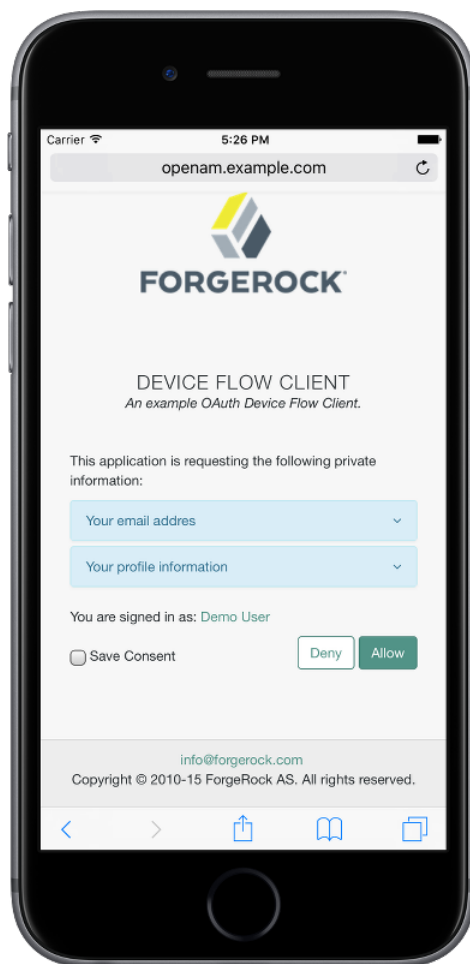 Carrier 5:26 PM
openam.example.com
FORGEROCK
DEVICE FLOW CLIENT
An example OAuth Device Flow Client.
This application is requesting the following private
information:
Your email addres
Your profile information
You are signed in as: Demo User
Save Consent Deny Allow
info@forgerock.com
Copyright © 2010-15 ForgeRock AS. All rights reserved.